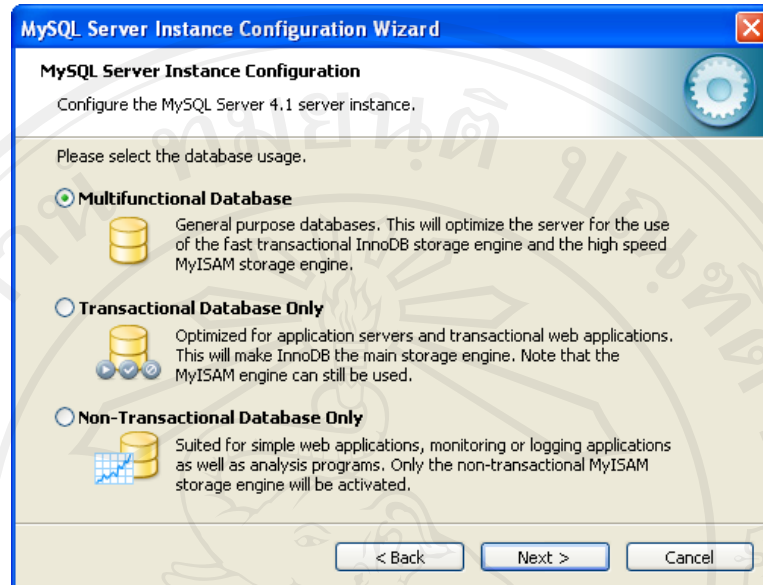 MySQL Server Instance Configuration Wizard
MySQL Server Instance Configuration
Configure the MySQL Server 4.1 server instance.
Please select the database usage.
Multifunctional Database
General purpose databases. This will optimize the server for the use
of the fast transactional InnoDB storage engine and the high speed
MyISAM storage engine.
Transactional Database Only
Optimized for application servers and transactional web applications.
This will make InnoDB the main storage engine. Note that the
MyISAM engine can still be used.
Non-Transactional Database Only
Suited for simple web applications, monitoring or logging applications
as well as analysis programs. Only the non-transactional MyISAM
storage engine will be activated.
< Back
Next >
Cancel